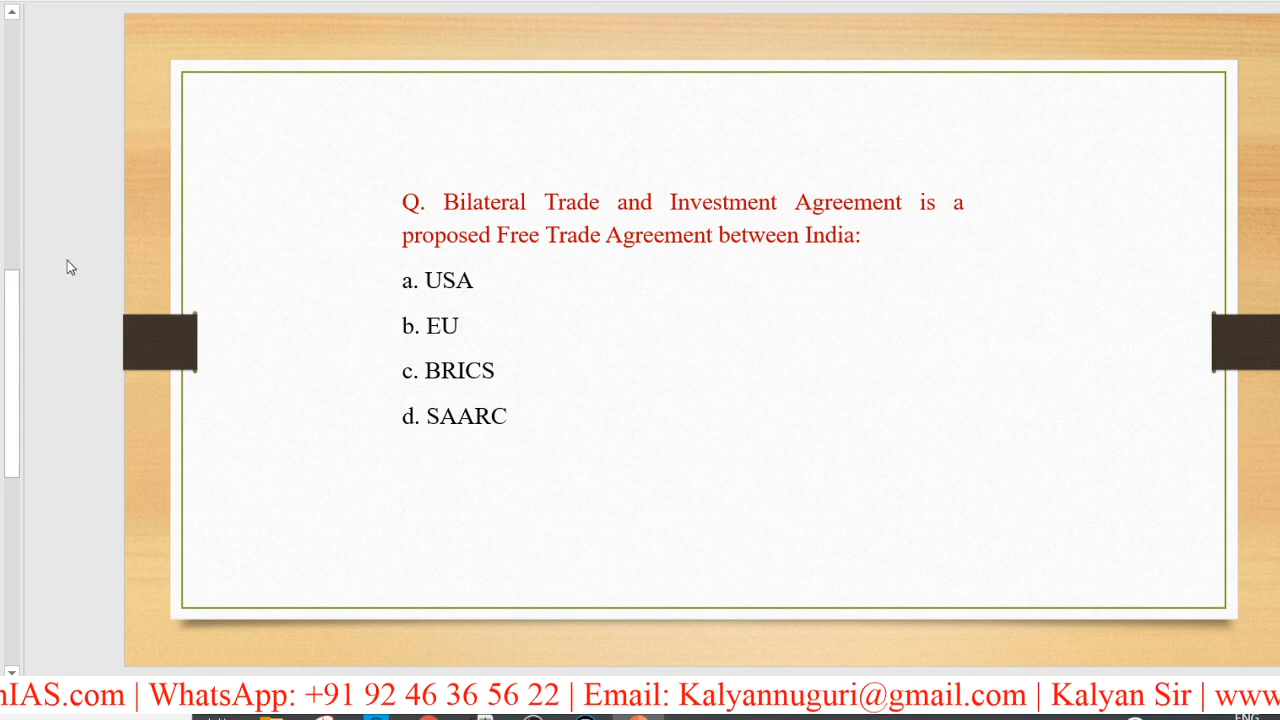 Q. Bilateral Trade and Investment Agreement is a
proposed Free Trade Agreement between India:
a. USA
b. EU
c. BRICS
d. SAARC
nIAS.com | WhatsApp: +91 92 46 36 56 22 | Email: Kalyannuguri@gmail.com | Kalyan Sir | www
ENG